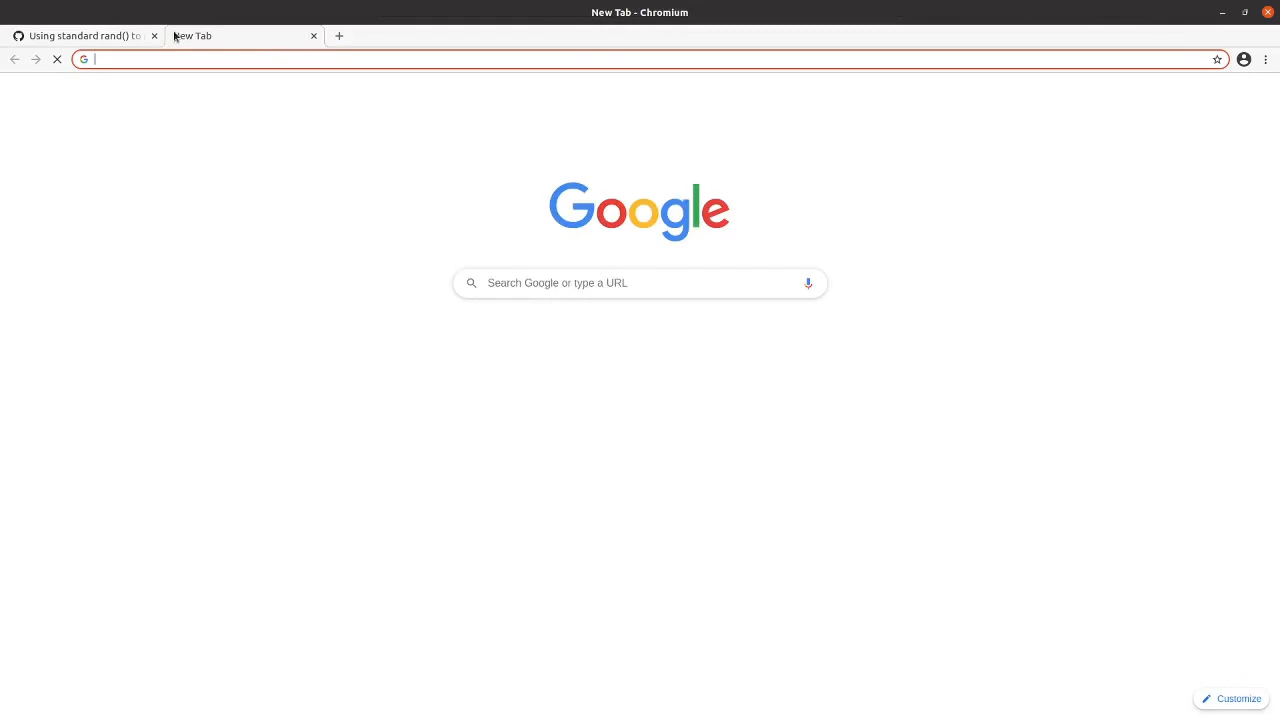 New Tab - Chromium
Using standard rand() to
New Tab
Google
Search Google or type a URL
Customize